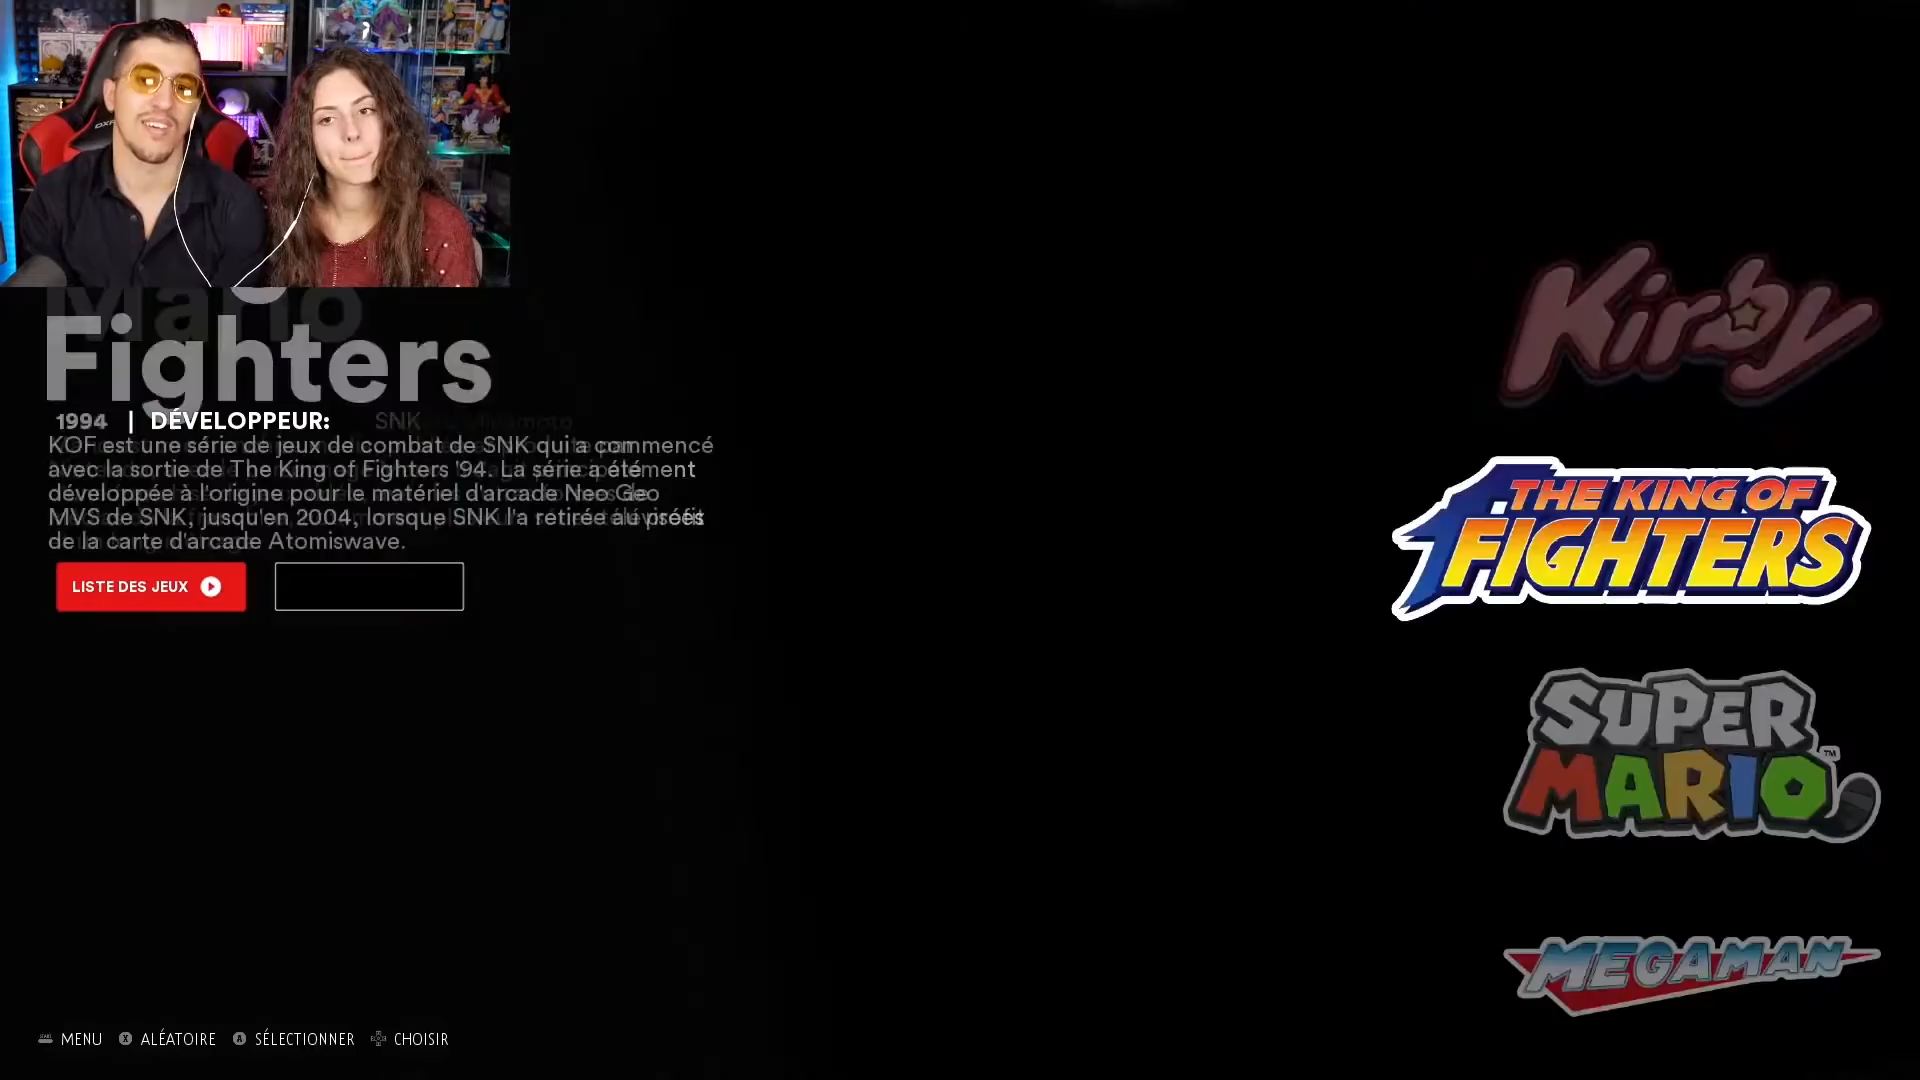 Mario
Fighters
1994 | DÉVELOPPEUR: SNK
KOF est une série de jeux de combat de SNK qui a commencé
avec la sortie de The King of Fighters '94. La série a été
développée à l'origine pour le matériel d'arcade Neo Geo
MVS de SNK, jusqu'en 2004, lorsque SNK l'a retirée au profit
de la carte d'arcade Atomiswave.
LISTE DES JEUX
Kirby
THE KING OF
FIGHTERS
SUPER
MARIO
TM
MEGAMAN
START MENU X ALÉATOIRE A SÉLECTIONNER CHOISIR